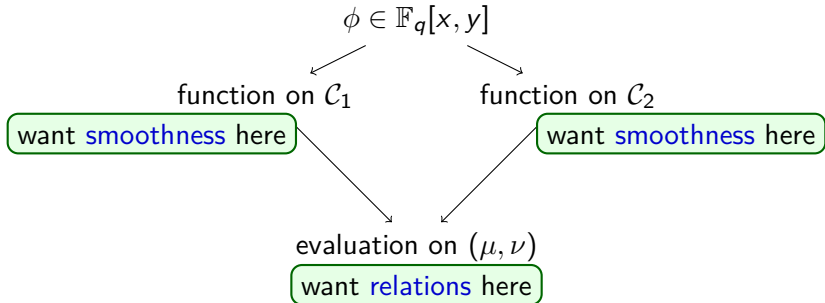 ϕ ∈ 𝔽_q[x, y]
function on 𝒞₁ function on 𝒞₂
want smoothness here want smoothness here
evaluation on (μ, ν)
want relations here